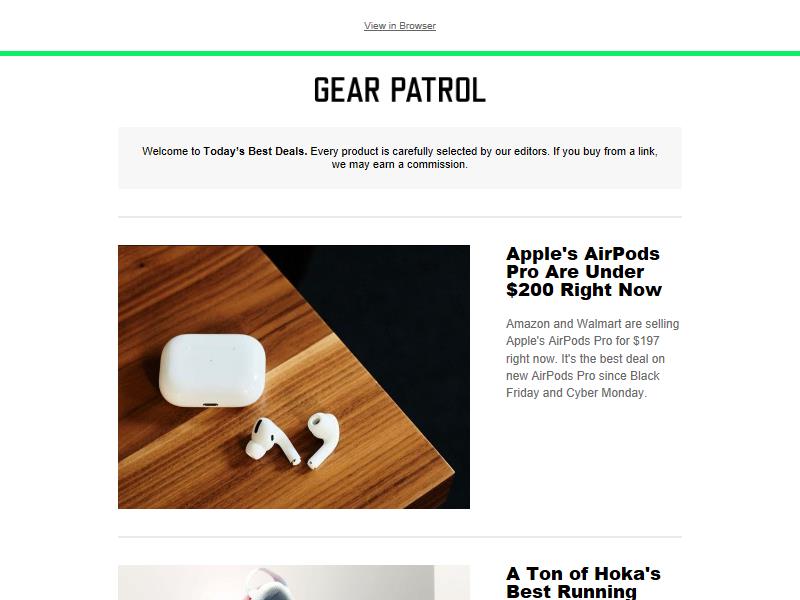 View in Browser
GEAR PATROL
Welcome to Today's Best Deals. Every product is carefully selected by our editors. If you buy from a link,
we may earn a commission.
Apple's AirPods
Pro Are Under
$200 Right Now
Amazon and Walmart are selling
Apple's AirPods Pro for $197
right now. It's the best deal on
new AirPods Pro since Black
Friday and Cyber Monday.
A Ton of Hoka's
Best Running